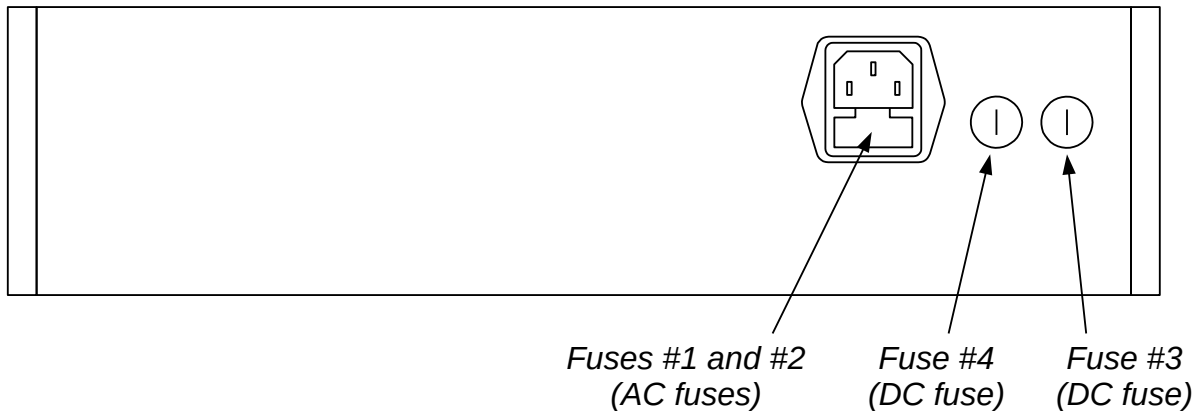 Fuses #1 and #2
(AC fuses)
Fuse #4
(DC fuse)
Fuse #3
(DC fuse)